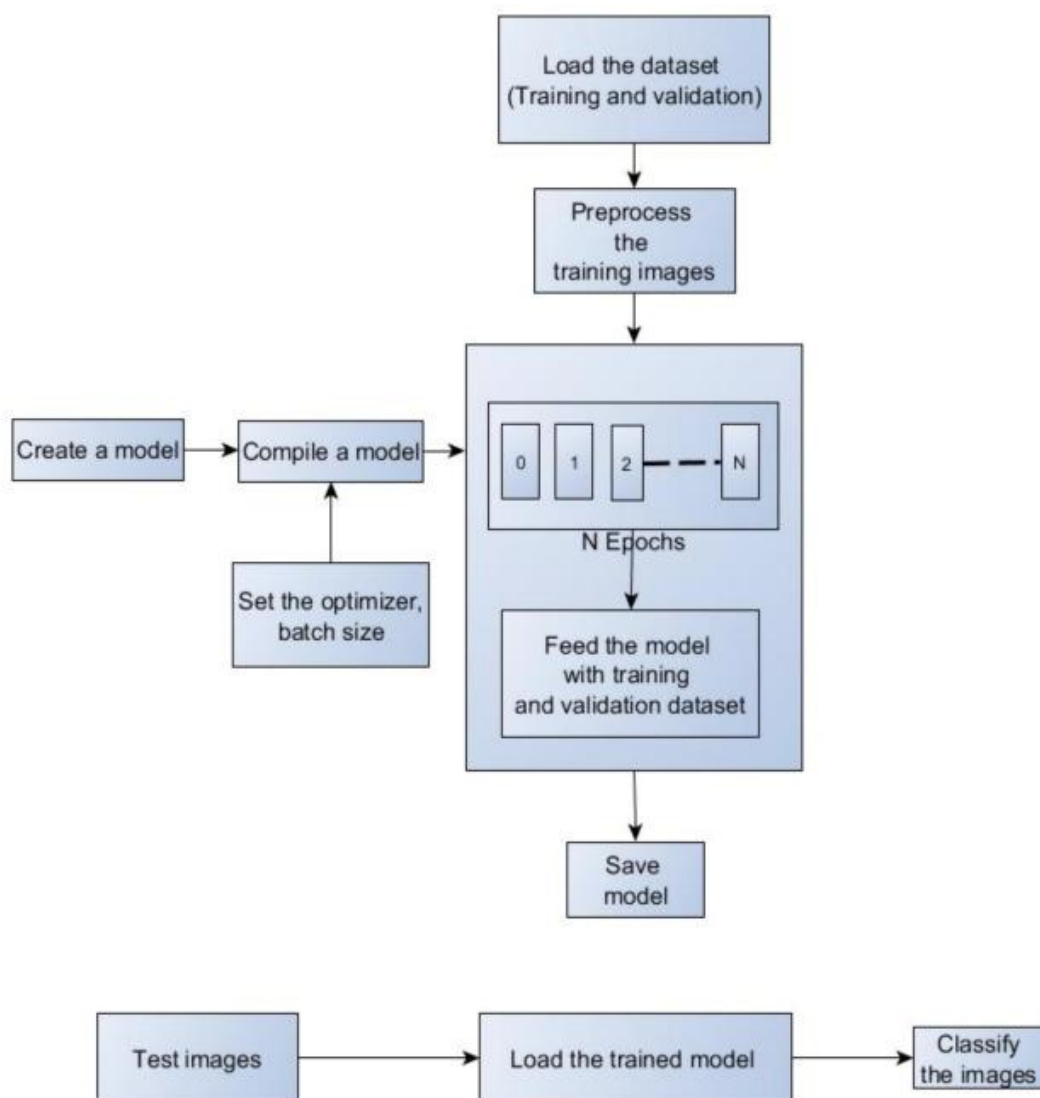 Load the dataset
(Training and validation)
Preprocess
the
training images
Create a model
Compile a model
0
1
2
N
N Epochs
Set the optimizer,
batch size
Feed the model
with training
and validation dataset
Save
model
Test images
Load the trained model
Classify
the images